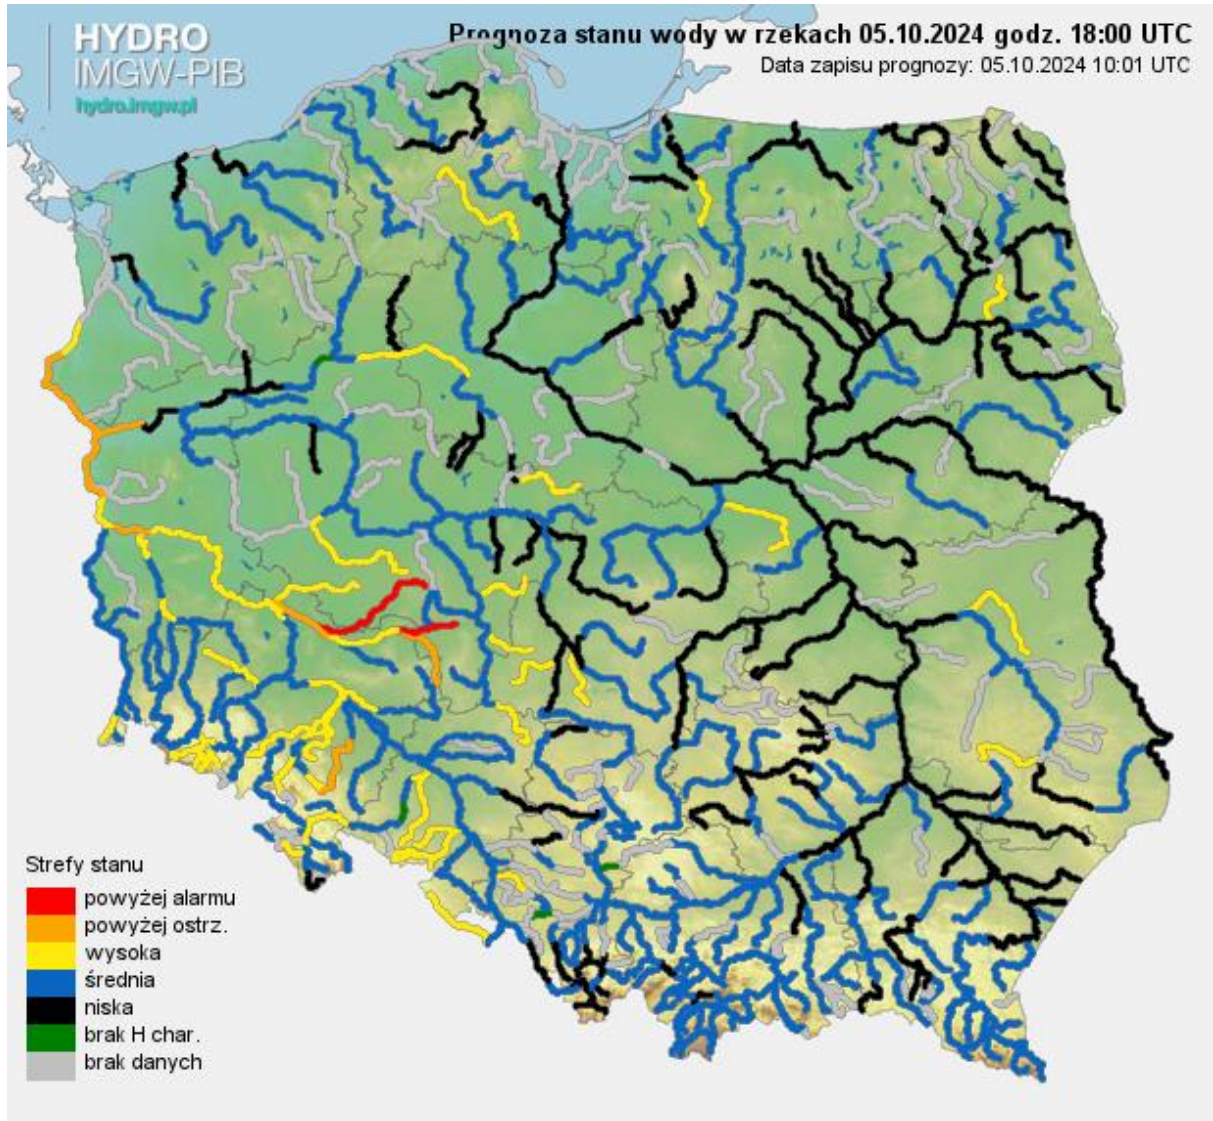 HYDRO
IMGW-PIB
hydro.imgw.pl
Prognoza stanu wody w rzekach 05.10.2024 godz. 18:00 UTC
Data zapisu prognozy: 05.10.2024 10:01 UTC
Strefy stanu
powyżej alarmu
powyżej ostrz.
wysoka
średnia
niska
brak H char.
brak danych